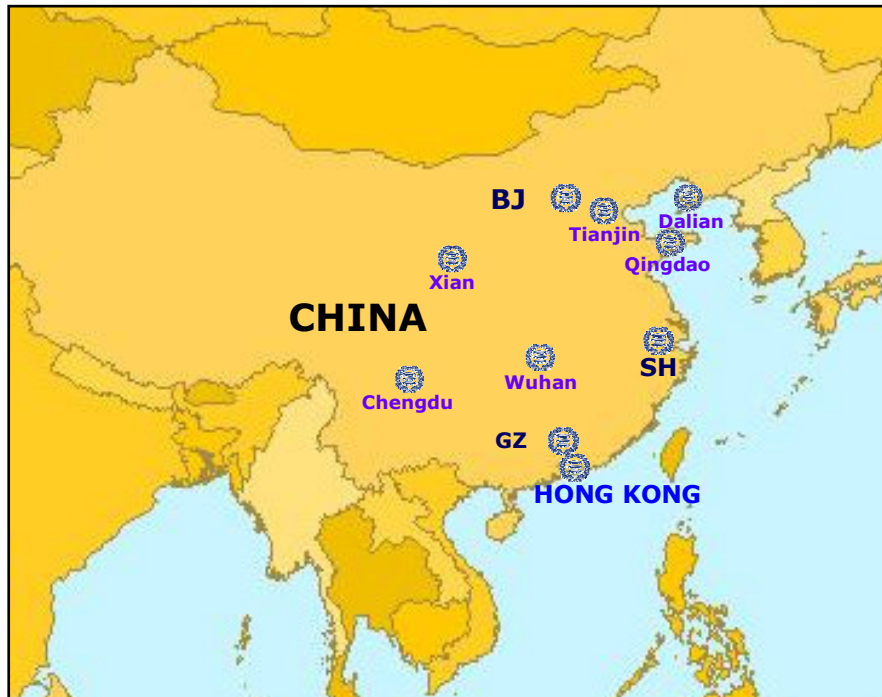 BJ
Tianjin
Dalian
Qingdao
Xian
CHINA
SH
Wuhan
Chengdu
GZ
HONG KONG